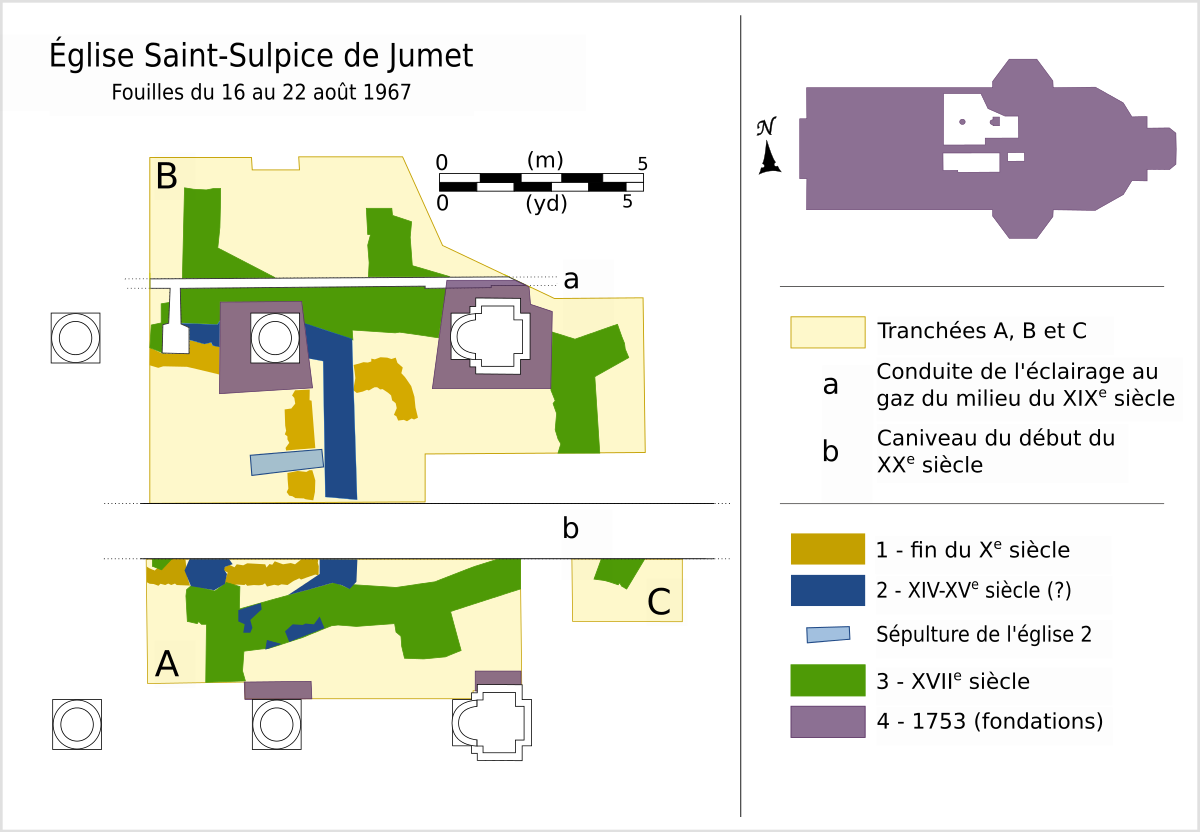 Église Saint-Sulpice de Jumet
Fouilles du 16 au 22 août 1967
B
0 (m) 5
0 (yd) 5
a
b
A
C
N
Tranchées A, B et C
a Conduite de l'éclairage au
gaz du milieu du XIXᵉ siècle
b Caniveau du début du
XXᵉ siècle
1 - fin du Xᵉ siècle
2 - XIV-XVᵉ siècle (?)
Sépulture de l'église 2
3 - XVIIᵉ siècle
4 - 1753 (fondations)